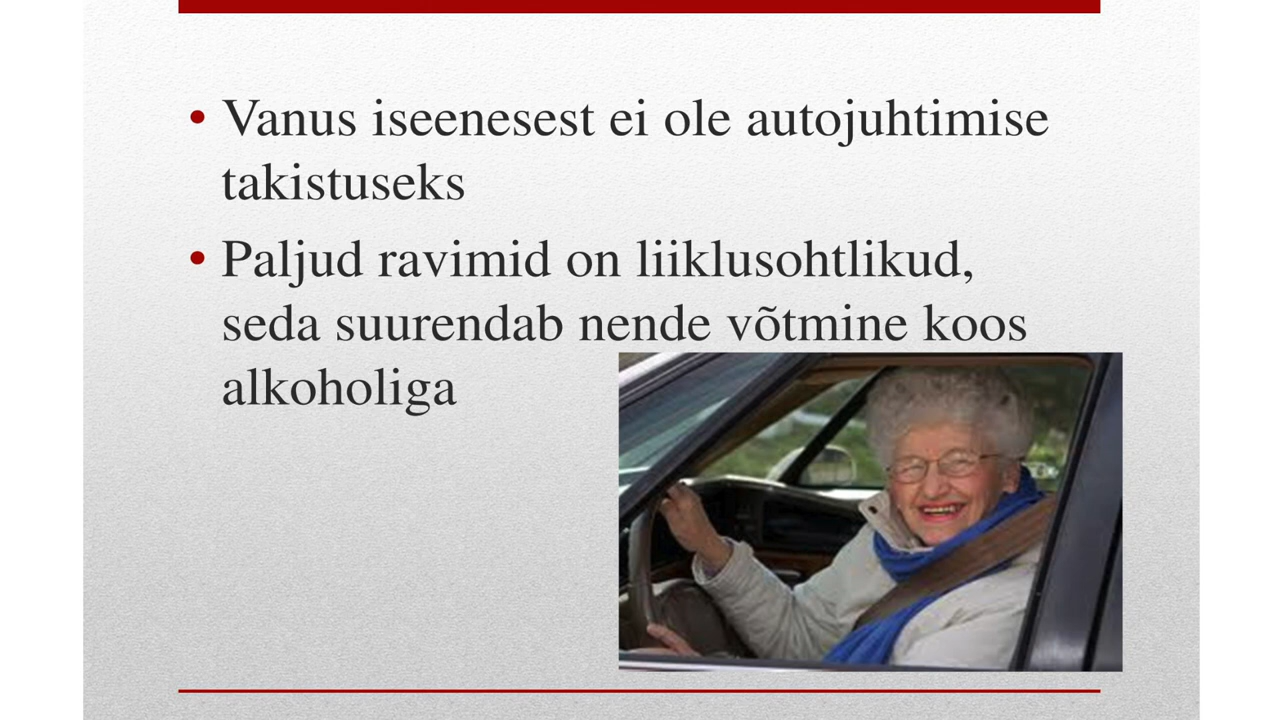 • Vanus iseenesest ei ole autojuhtimise
takistuseks
• Paljud ravimid on liiklusohtlikud,
seda suurendab nende võtmine koos
alkoholiga